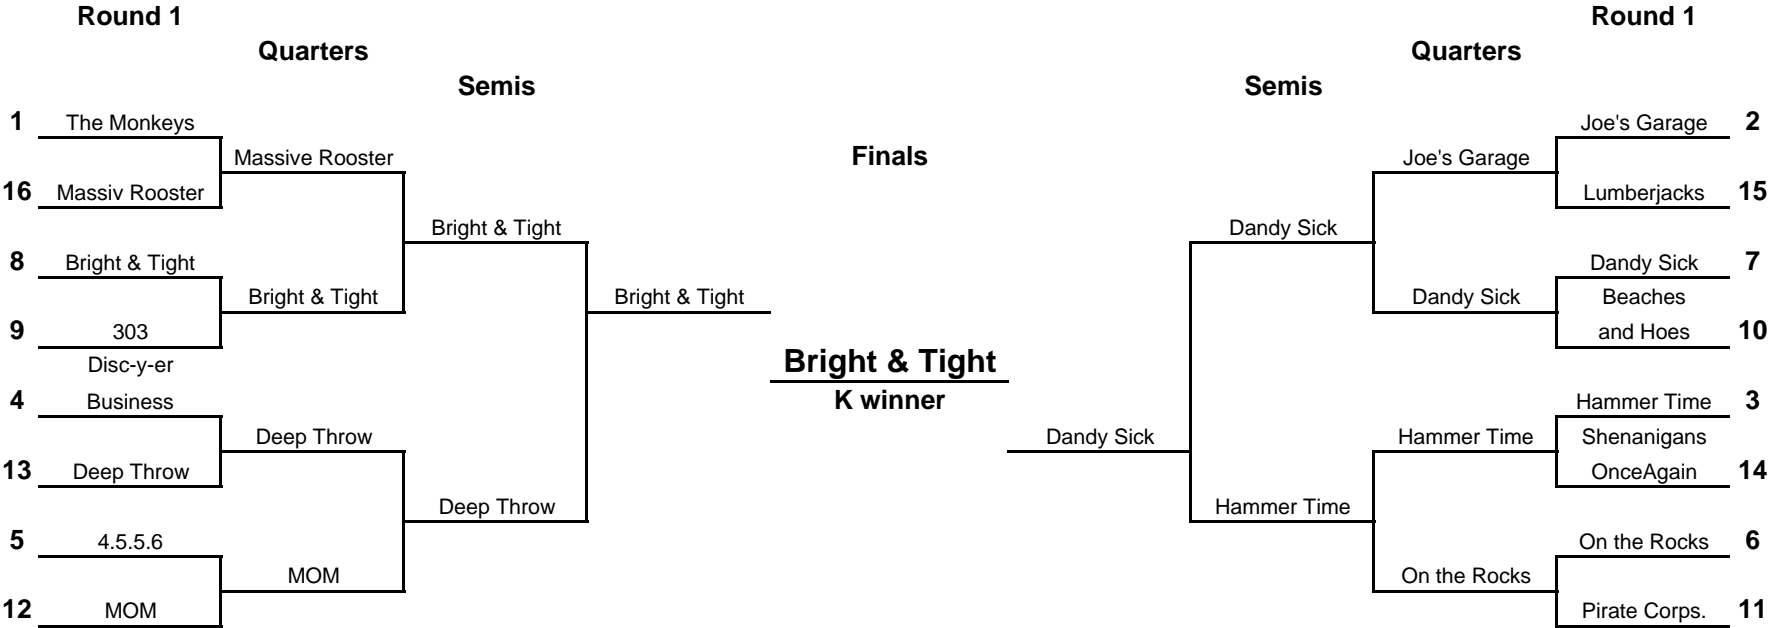 Round 1
Round 1
Quarters
Quarters
Semis
Semis
1 The Monkeys
Joe's Garage 2
Massive Rooster
Finals
Joe's Garage
16 Massiv Rooster
Lumberjacks 15
Bright & Tight
Dandy Sick
8 Bright & Tight
Dandy Sick 7
Bright & Tight
Bright & Tight
Dandy Sick
Beaches
9 303
and Hoes 10
Disc-y-er
Bright & Tight
4 Business
K winner
Hammer Time 3
Deep Throw
Dandy Sick
Hammer Time
Shenanigans
13 Deep Throw
OnceAgain 14
Deep Throw
Hammer Time
5 4.5.5.6
On the Rocks 6
MOM
On the Rocks
12 MOM
Pirate Corps. 11